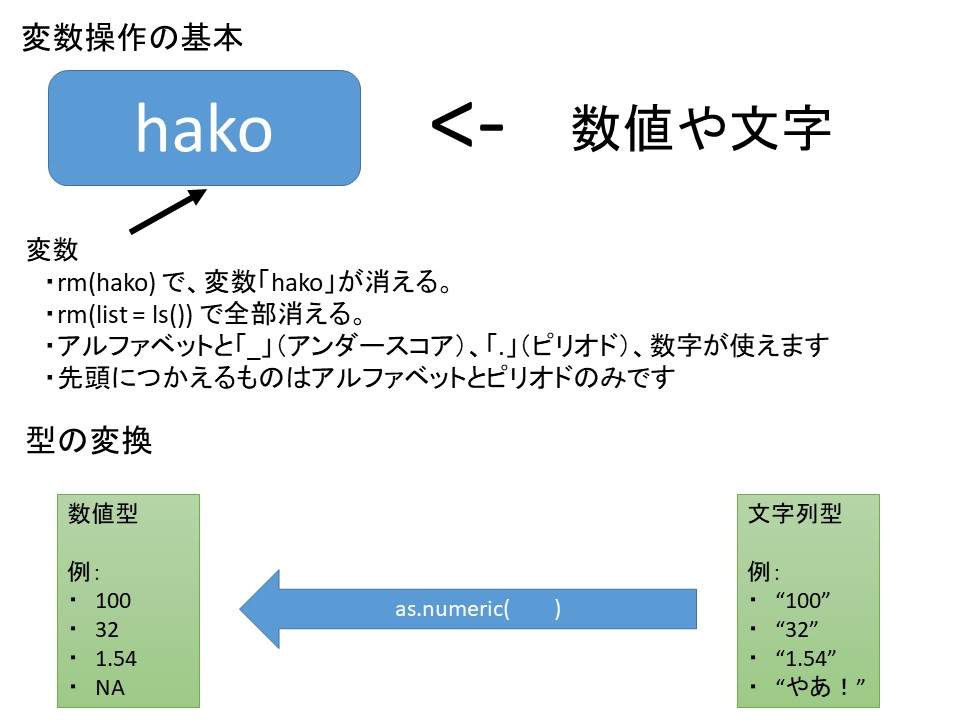 変数操作の基本
hako <- 数値や文字
変数
・rm(hako) で、変数「hako」が消える。
・rm(list = ls()) で全部消える。
・アルファベットと「_」（アンダースコア）、「.」（ピリオド）、数字が使えます
・先頭につかえるものはアルファベットとピリオドのみです
型の変換
数値型
例：
・ 100
・ 32
・ 1.54
・ NA
as.numeric(　　)
文字列型
例：
・ “100”
・ “32”
・ “1.54”
・ “やあ！”